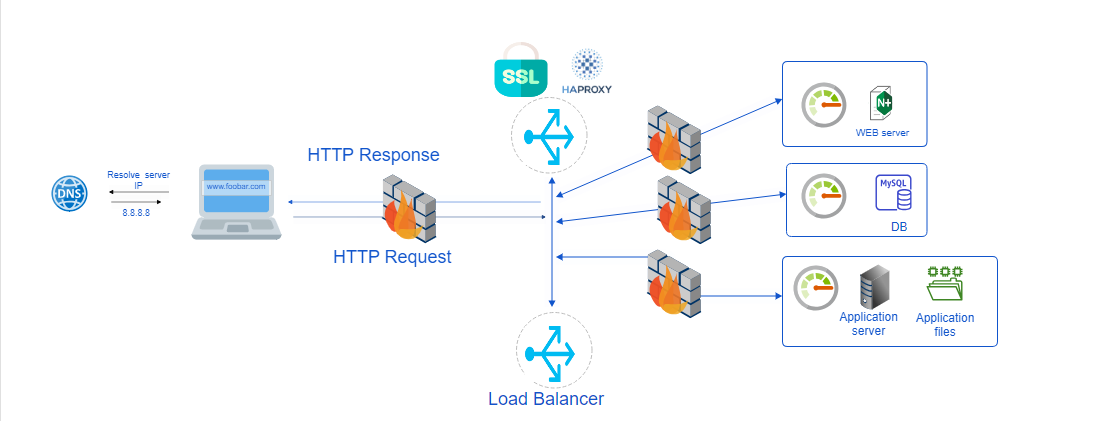 SSL
HAPROXY
N+
WEB server
HTTP Response
Resolve server
IP
DNS
8.8.8.8
www.foobar.com
MySQL
DB
HTTP Request
Application
server
Application
files
Load Balancer